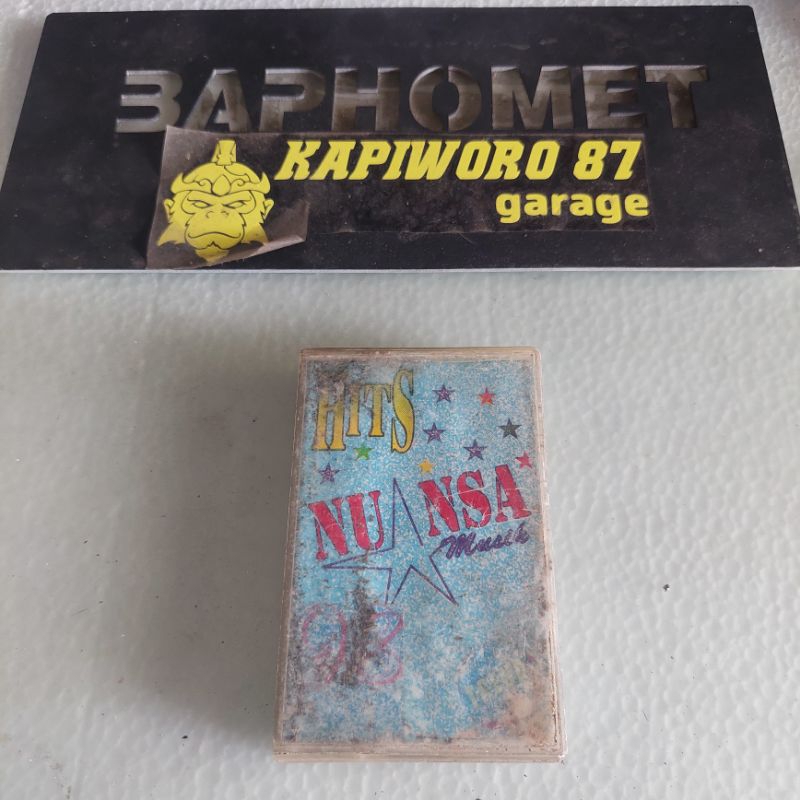 BAPHOMET
KAPIWORO 87
garage
HITS
NUANSA
Musik